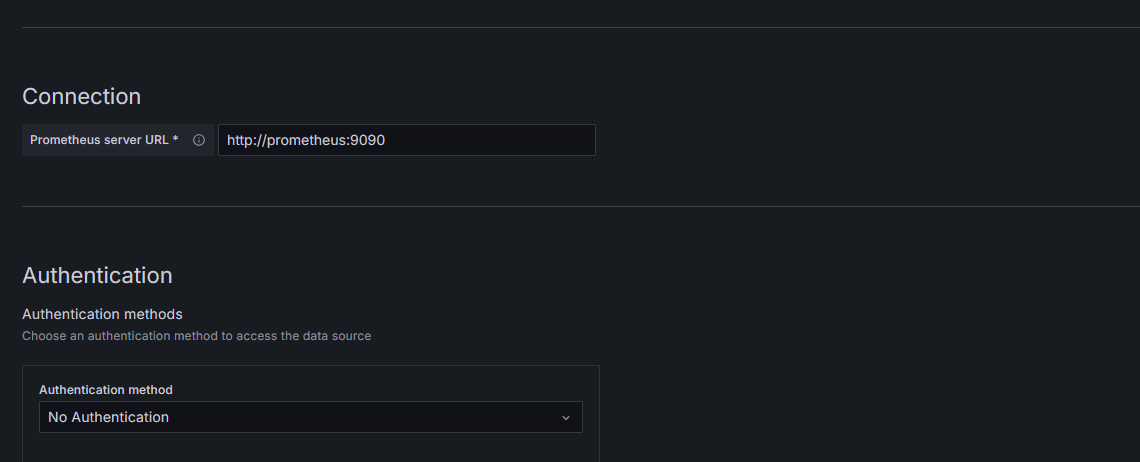 Connection
Prometheus server URL * http://prometheus:9090
Authentication
Authentication methods
Choose an authentication method to access the data source
Authentication method
No Authentication